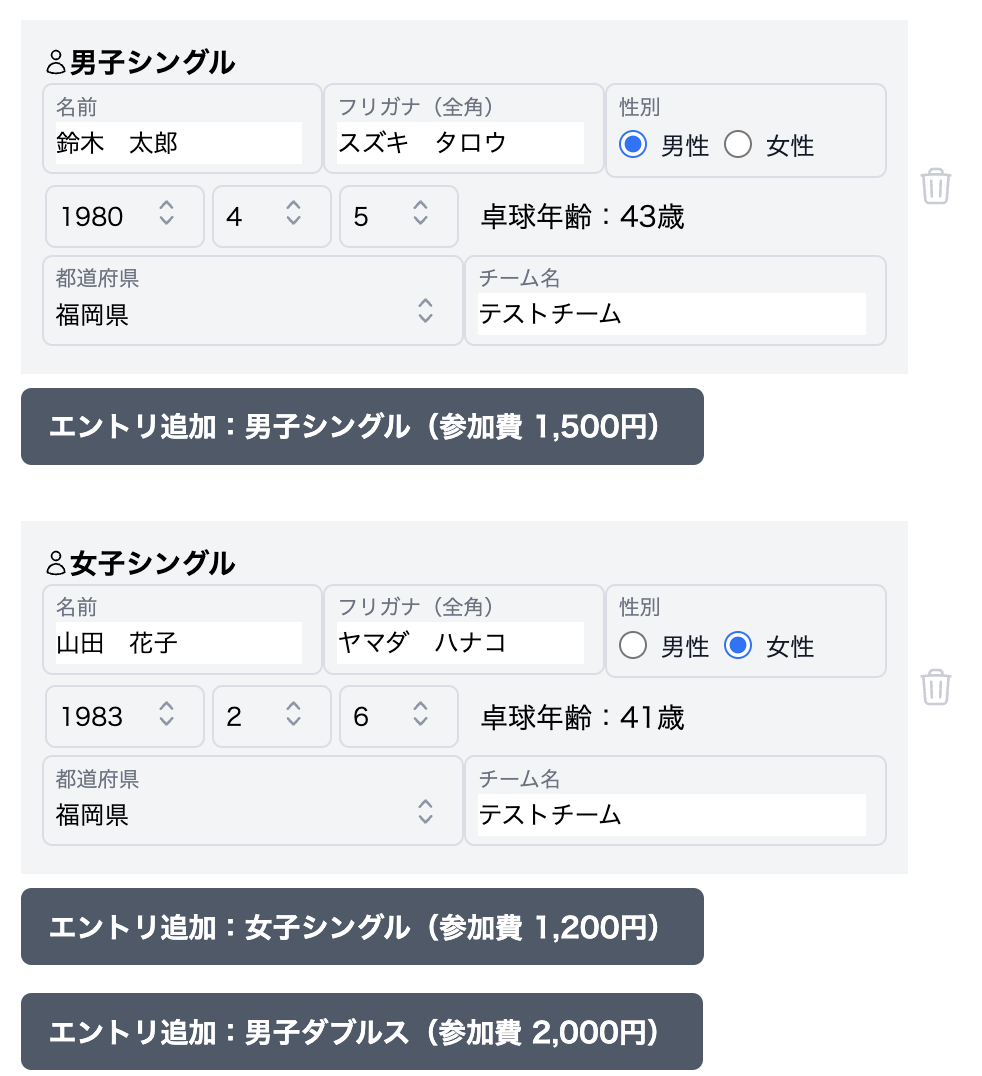 男子シングル
名前 フリガナ（全角） 性別
鈴木　太郎 スズキ　タロウ 男性 女性
1980 4 5 卓球年齢：43歳
都道府県 チーム名
福岡県 テストチーム
エントリ追加：男子シングル（参加費 1,500円）
女子シングル
名前 フリガナ（全角） 性別
山田　花子 ヤマダ　ハナコ 男性 女性
1983 2 6 卓球年齢：41歳
都道府県 チーム名
福岡県 テストチーム
エントリ追加：女子シングル（参加費 1,200円）
エントリ追加：男子ダブルス（参加費 2,000円）